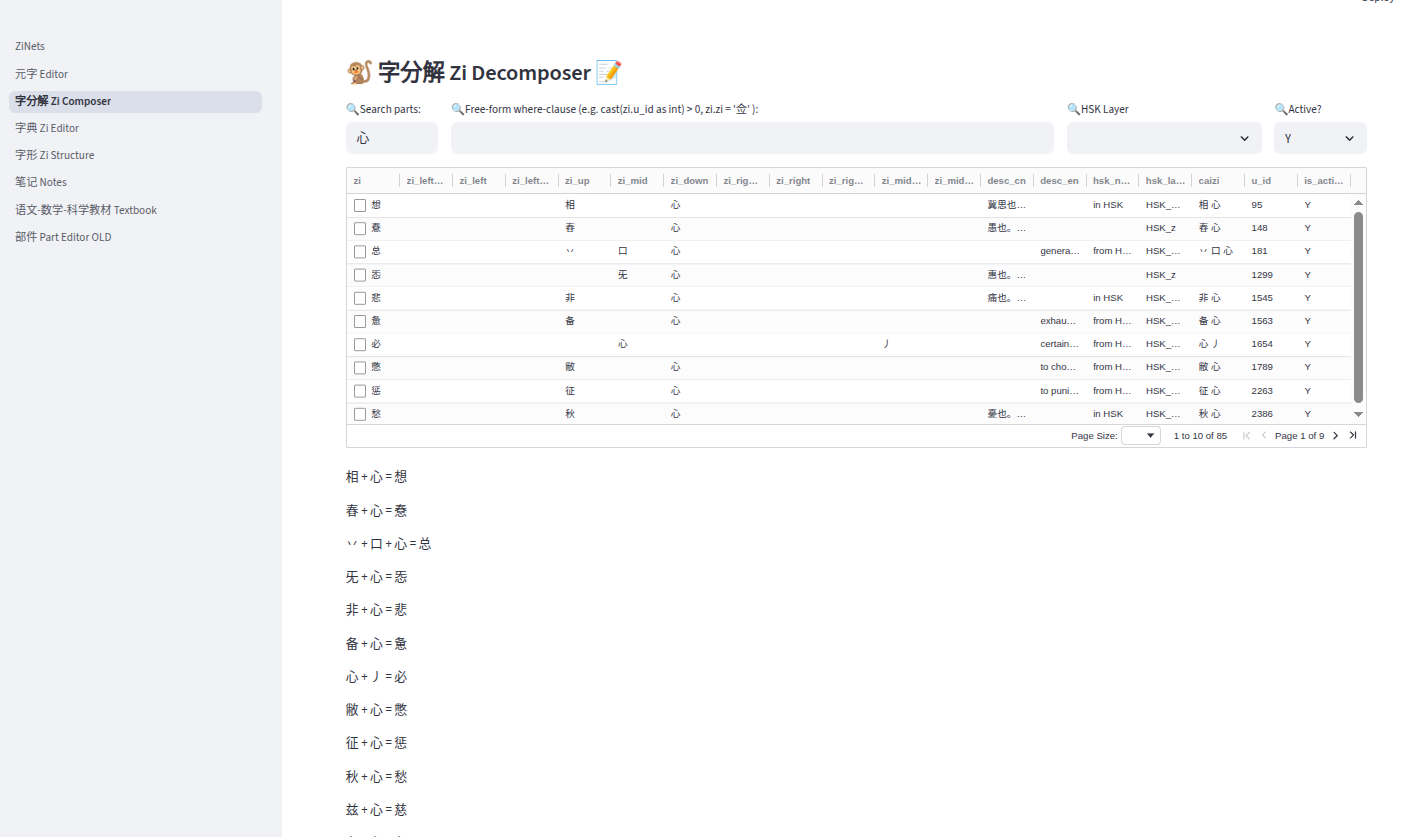 ZiNets
元字 Editor
字分解 Zi Composer
字典 Zi Editor
字形 Zi Structure
笔记 Notes
语文-数学-科学教材 Textbook
部件 Part Editor OLD
字分解 Zi Decomposer
Search parts: Free-form where-clause (e.g. cast(zi.u_id as int) > 0, zi.zi = '佥' ): HSK Layer Active?
心 Y
zi zi_left… zi_left zi_left… zi_up zi_mid zi_down zi_rig… zi_right zi_rig… zi_mid… zi_mid… desc_cn desc_en hsk_n… hsk_la… caizi u_id is_acti…
想 相 心 冀思也… in HSK HSK_… 相 心 95 Y
惷 春 心 愚也。… HSK_z 春 心 148 Y
总 丷 口 心 genera… from H… HSK_… 丷 口 心 181 Y
㤅 旡 心 惠也。… HSK_z 1299 Y
悲 非 心 痛也。… in HSK HSK_… 非 心 1545 Y
惫 备 心 exhau… from H… HSK_… 备 心 1563 Y
必 心 丿 certain… from H… HSK_… 心 丿 1654 Y
憋 敝 心 to cho… from H… HSK_… 敝 心 1789 Y
惩 征 心 to puni… from H… HSK_… 征 心 2263 Y
愁 秋 心 憂也。… in HSK HSK_… 秋 心 2386 Y
Page Size: 1 to 10 of 85 Page 1 of 9
相 + 心 = 想
春 + 心 = 惷
丷 + 口 + 心 = 总
旡 + 心 = 㤅
非 + 心 = 悲
备 + 心 = 惫
心 + 丿 = 必
敝 + 心 = 憋
征 + 心 = 惩
秋 + 心 = 愁
兹 + 心 = 慈